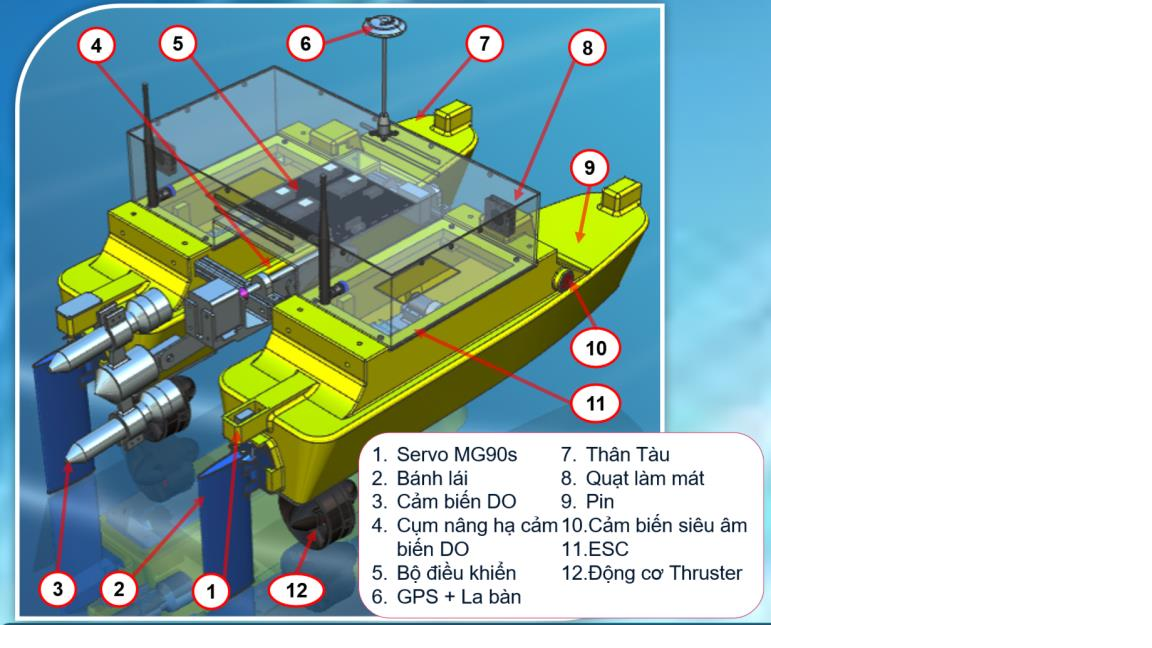 4
5
6
7
8
9
10
11
1. Servo MG90s
2. Bánh lái
3. Cảm biến DO
4. Cụm nâng hạ cảm
biến DO
5. Bộ điều khiển
6. GPS + La bàn
7. Thân Tàu
8. Quạt làm mát
9. Pin
10.Cảm biến siêu âm
11.ESC
12.Động cơ Thruster
3
2
1
12